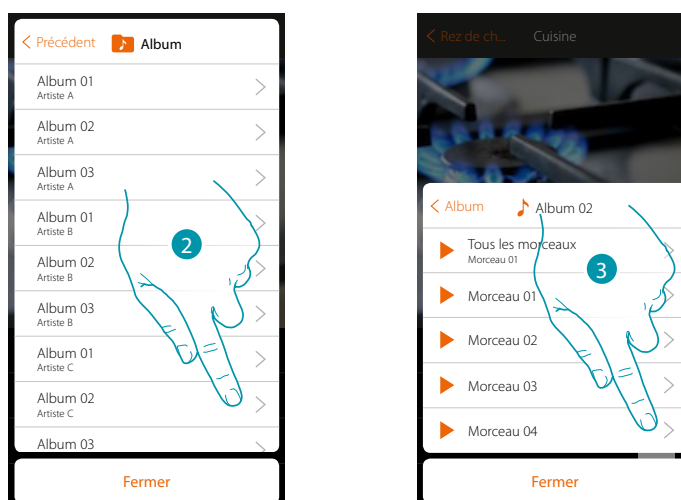 Précédent
Album
Album 01
Artiste A
Album 02
Artiste A
Album 03
Artiste A
Album 01
Artiste B
Album 02
Artiste B
Album 03
Artiste B
Album 01
Artiste C
Album 02
Artiste C
Album 03
Fermer
2
Rez de ch... Cuisine
Album
Album 02
Tous les morceaux
Morceau 01
Morceau 01
Morceau 02
Morceau 03
Morceau 04
Fermer
3